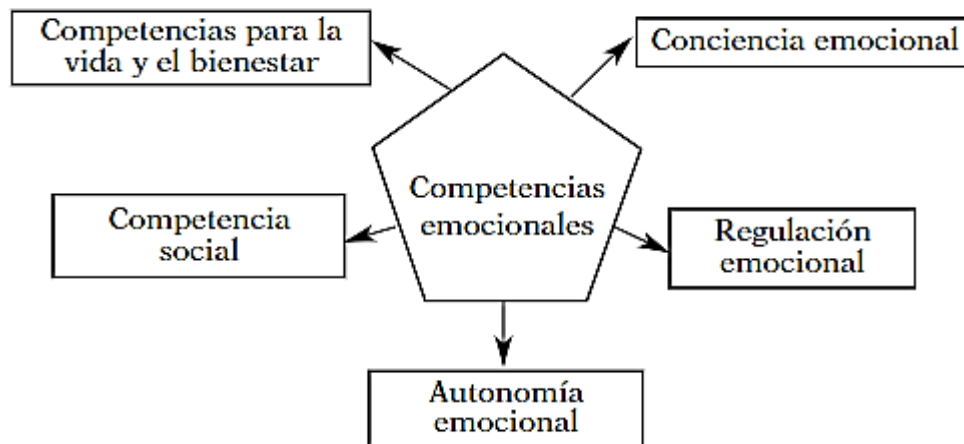 Competencias para la
vida y el bienestar
Conciencia emocional
Competencias
emocionales
Competencia
social
Regulación
emocional
Autonomía
emocional